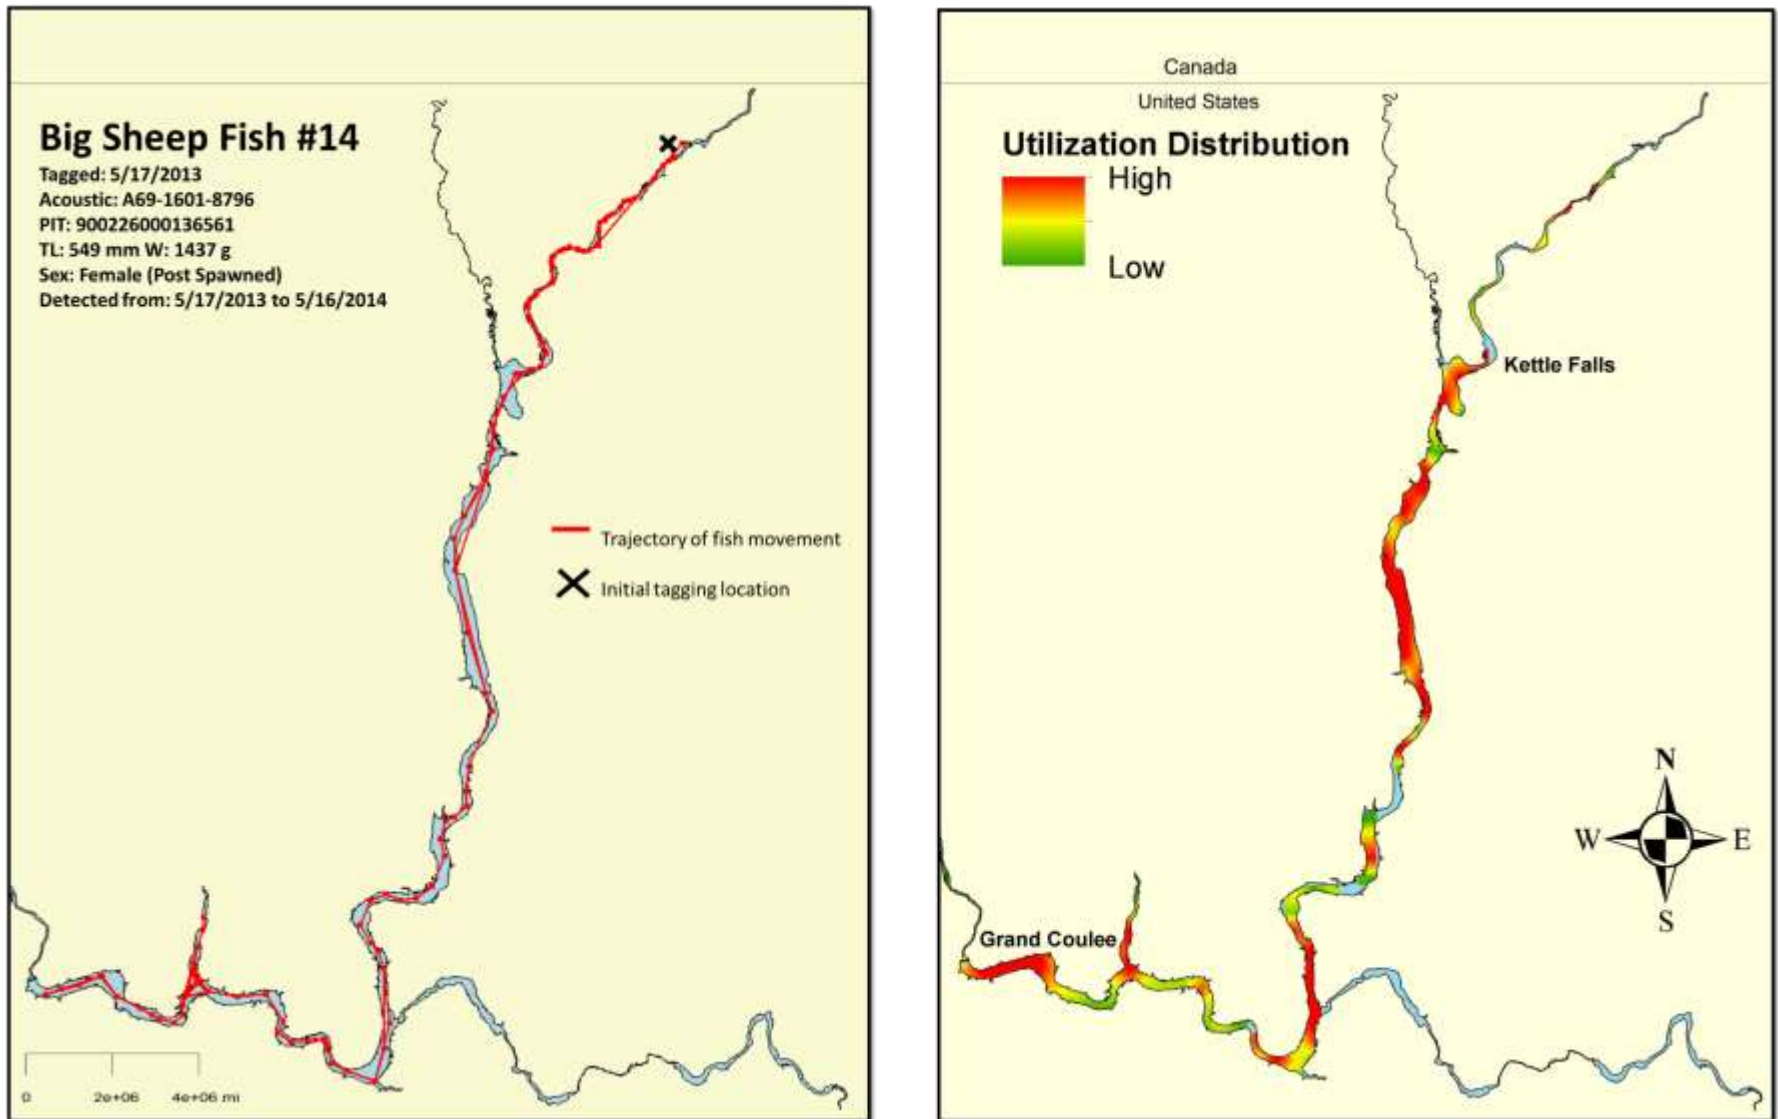 Big Sheep Fish #14
Tagged: 5/17/2013
Acoustic: A69-1601-8796
PIT: 900226000136561
TL: 549 mm W: 1437 g
Sex: Female (Post Spawned)
Detected from: 5/17/2013 to 5/16/2014
Trajectory of fish movement
Initial tagging location
0 2e+06 4e+06 mi
Canada
United States
Utilization Distribution
High
Low
Kettle Falls
N
W E
S
Grand Coulee